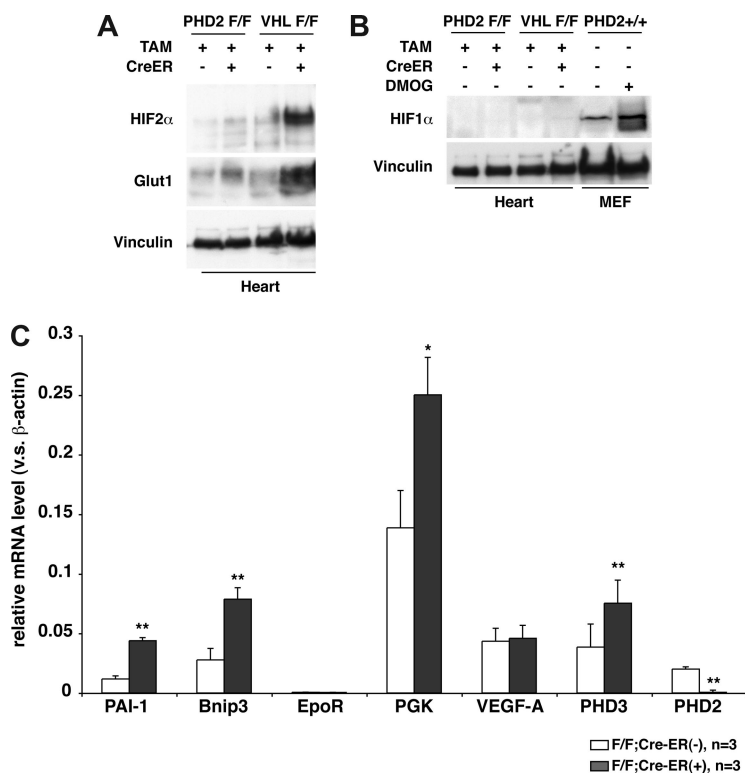 A
PHD2 F/F VHL F/F
TAM + + + +
CreER - + - +
HIF2α
Glut1
Vinculin
Heart
B
PHD2 F/F VHL F/F PHD2+/+
TAM + + + + - -
CreER - + - + - -
DMOG - - - - - +
HIF1α
Vinculin
Heart MEF
C
relative mRNA level (v.s. β-actin)
0.3
0.25
0.15
0.1
0.05
0
** ** * ** **
PAI-1 Bnip3 EpoR PGK VEGF-A PHD3 PHD2
F/F;Cre-ER(-), n=3
F/F;Cre-ER(+), n=3